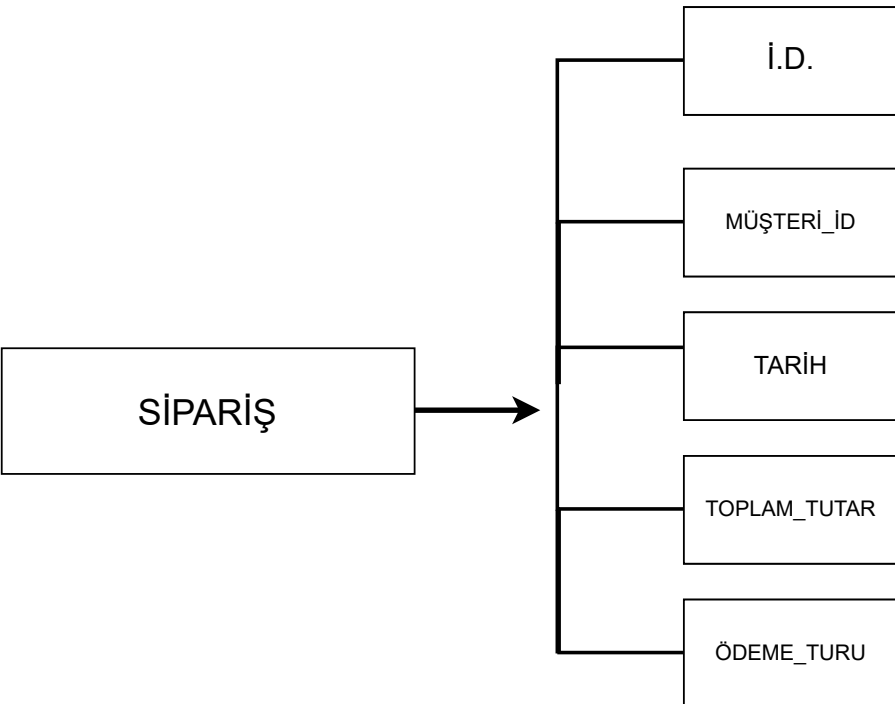 İ.D.
MÜŞTERİ_İD
TARİH
SİPARİŞ
TOPLAM_TUTAR
ÖDEME_TURU